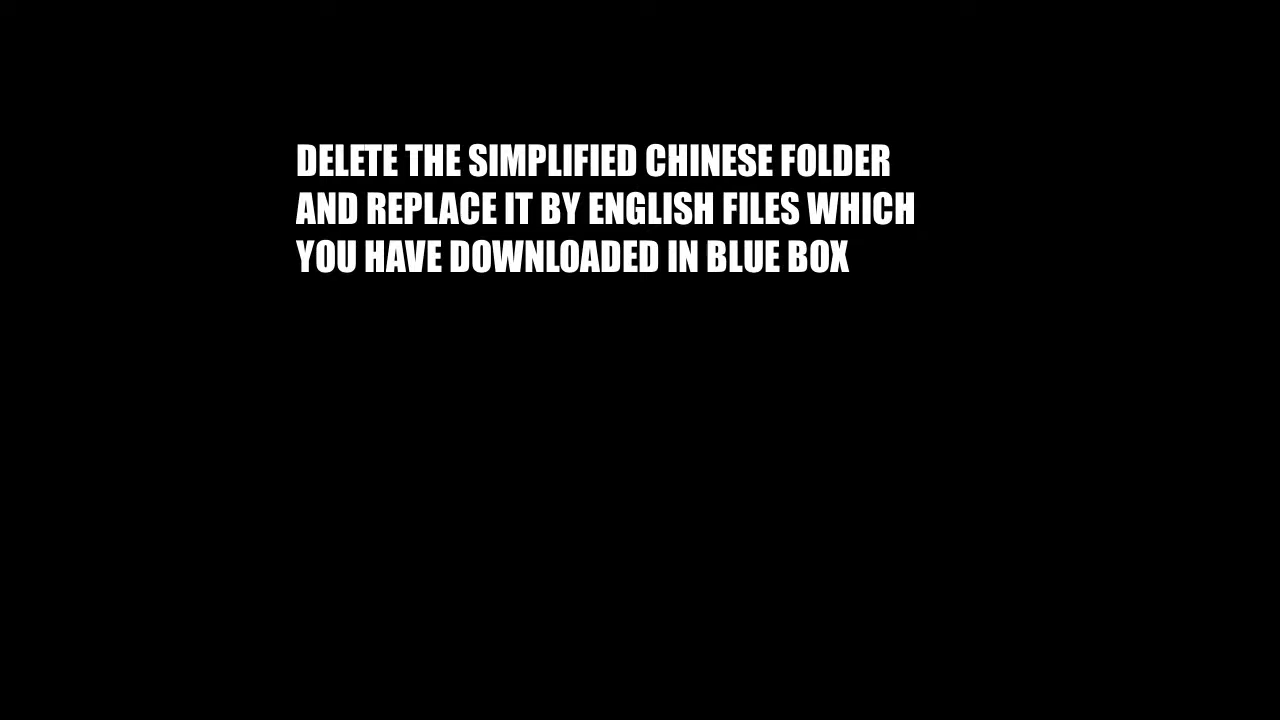 DELETE THE SIMPLIFIED CHINESE FOLDER
AND REPLACE IT BY ENGLISH FILES WHICH
YOU HAVE DOWNLOADED IN BLUE BOX